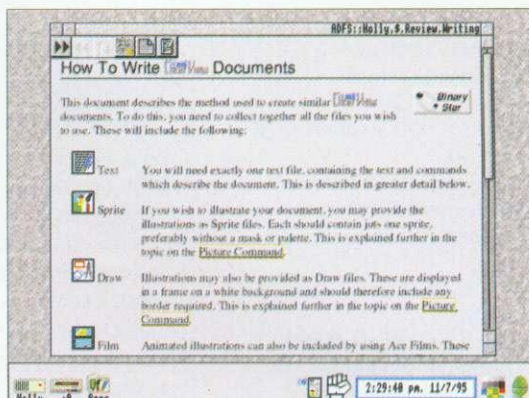 ADFS::Holly.$.Review.Writing
How To Write Documents
This document describes the method used to create similar
documents. To do this, you need to collect together all the files you wish
to use. These will include the following:
Binary
Star
Text
You will need exactly one text file, containing the text and commands
which describe the document. This is described in greater detail below.
Sprite
If you wish to illustrate your document, you may provide the
illustrations as Sprite files. Each should contain juts one sprite,
preferably without a mask or palette. This is explained further in the
topic on the Picture Command.
Draw
Illustrations may also be provided as Draw files. These are displayed
in a frame on a white background and should therefore include any
border required. This is explained further in the topic on the Picture
Command.
Film
Animated illustrations can also be included by using Ace Films. These
Holly :0 Apps
2:29:40 pm. 11/7/95